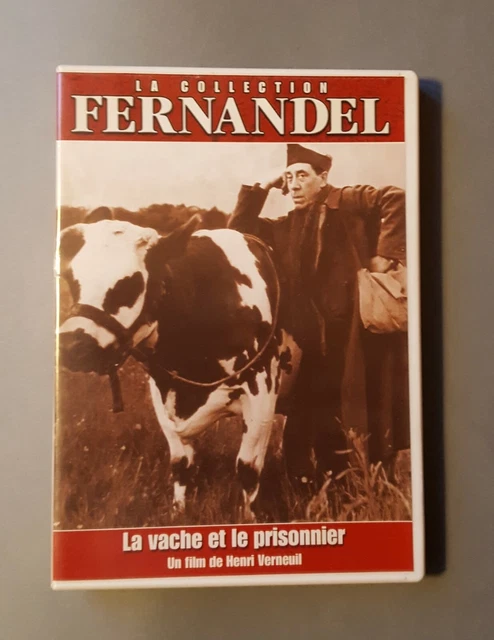 LA COLLECTION
FERNANDEL
La vache et le prisonnier
Un film de Henri Verneuil